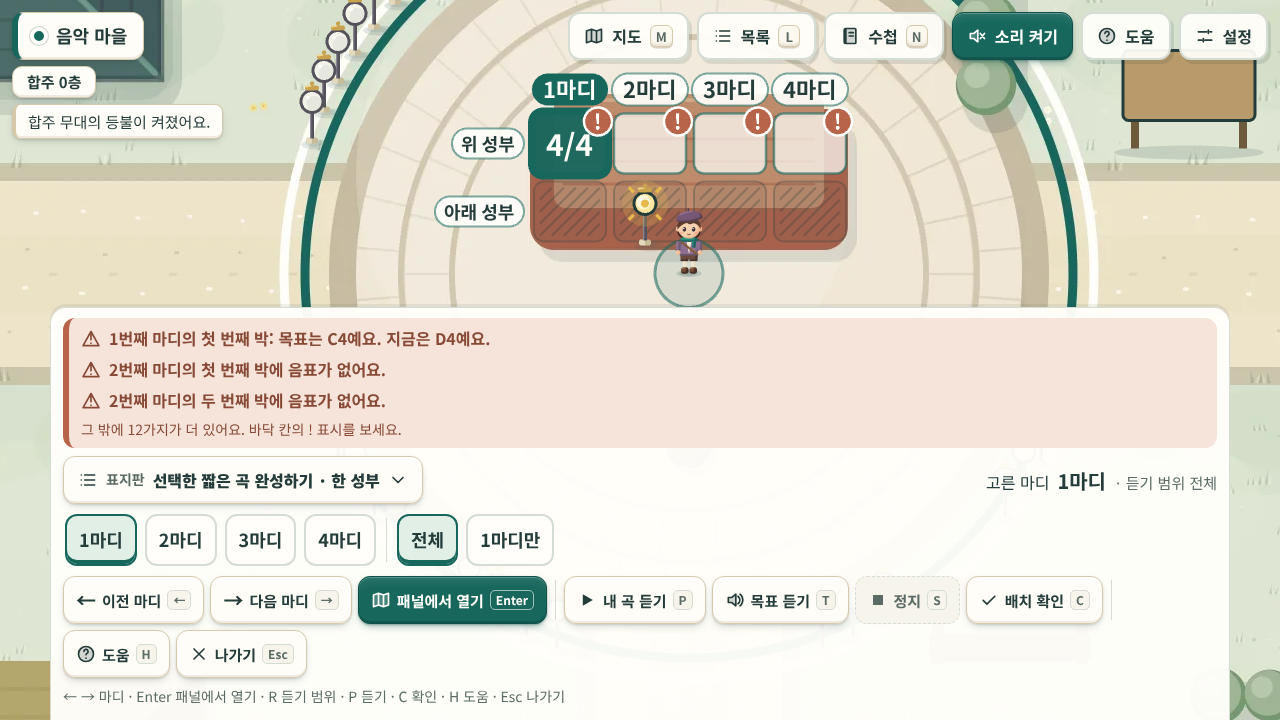 음악 마을
지도 M
목록 L
수첩 N
소리 켜기
도움
설정
합주 0층
합주 무대의 등불이 켜졌어요.
1마디 2마디 3마디 4마디
위 성부
4/4 ! ! ! !
아래 성부
1번째 마디의 첫 번째 박: 목표는 C4예요. 지금은 D4예요.
2번째 마디의 첫 번째 박에 음표가 없어요.
2번째 마디의 두 번째 박에 음표가 없어요.
그 밖에 12가지가 더 있어요. 바닥 칸의 ! 표시를 보세요.
표지판 선택한 짧은 곡 완성하기 · 한 성부
고른 마디 1마디 · 듣기 범위 전체
1마디 2마디 3마디 4마디 전체 1마디만
← 이전 마디 ←
→ 다음 마디 →
패널에서 열기 Enter
내 곡 듣기 P
목표 듣기 T
정지 S
배치 확인 C
도움 H
나가기 Esc
← → 마디 · Enter 패널에서 열기 · R 듣기 범위 · P 듣기 · C 확인 · H 도움 · Esc 나가기